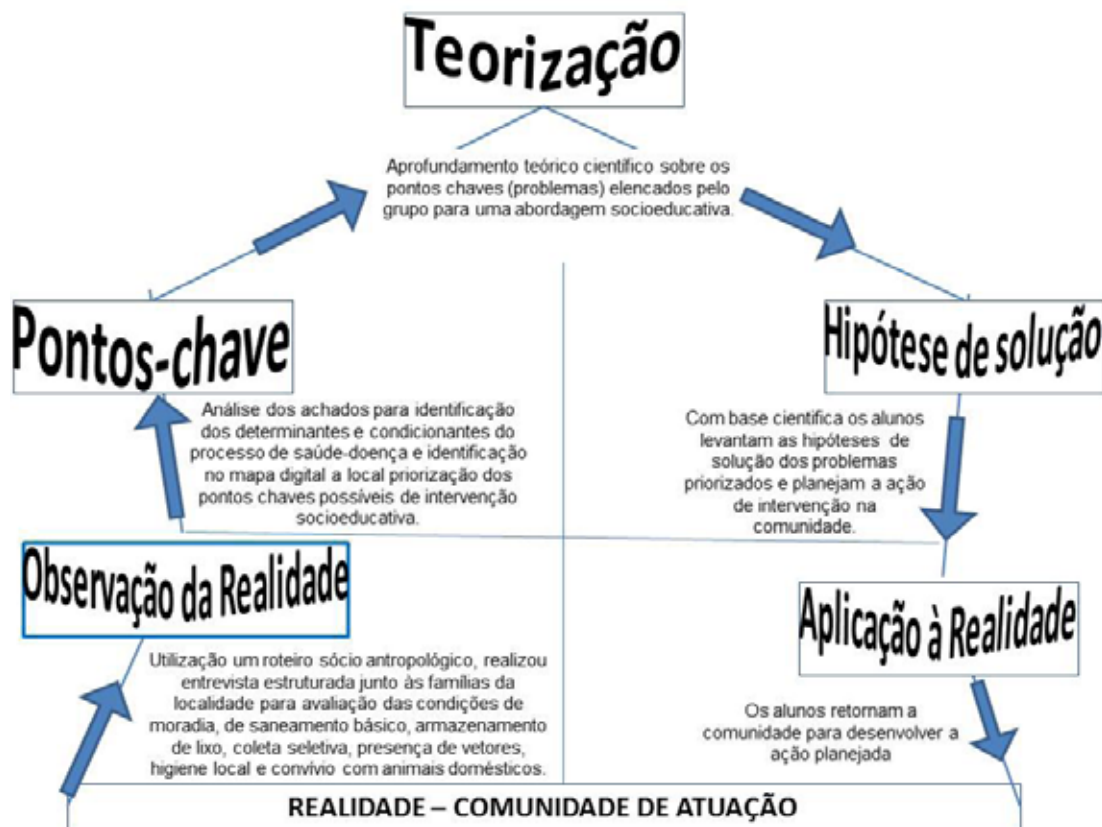 Teorização
Aprofundamento teórico científico sobre os
pontos chaves (problemas) elencados pelo
grupo para uma abordagem socioeducativa.
Pontos-chave
Análise dos achados para identificação
dos determinantes e condicionantes do
processo de saúde-doença e identificação
no mapa digital a local priorização dos
pontos chaves possíveis de intervenção
socioeducativa.
Hipótese de solução
Com base cientifica os alunos
levantam as hipóteses de
solução dos problemas
priorizados e planejam a ação
de intervenção na
comunidade.
Observação da Realidade
Utilização um roteiro sócio antropológico, realizou
entrevista estruturada junto às famílias da
localidade para avaliação das condições de
moradia, de saneamento básico, armazenamento
de lixo, coleta seletiva, presença de vetores,
higiene local e convívio com animais domésticos.
Aplicação à Realidade
Os alunos retornam a
comunidade para desenvolver a
ação planejada
REALIDADE – COMUNIDADE DE ATUAÇÃO